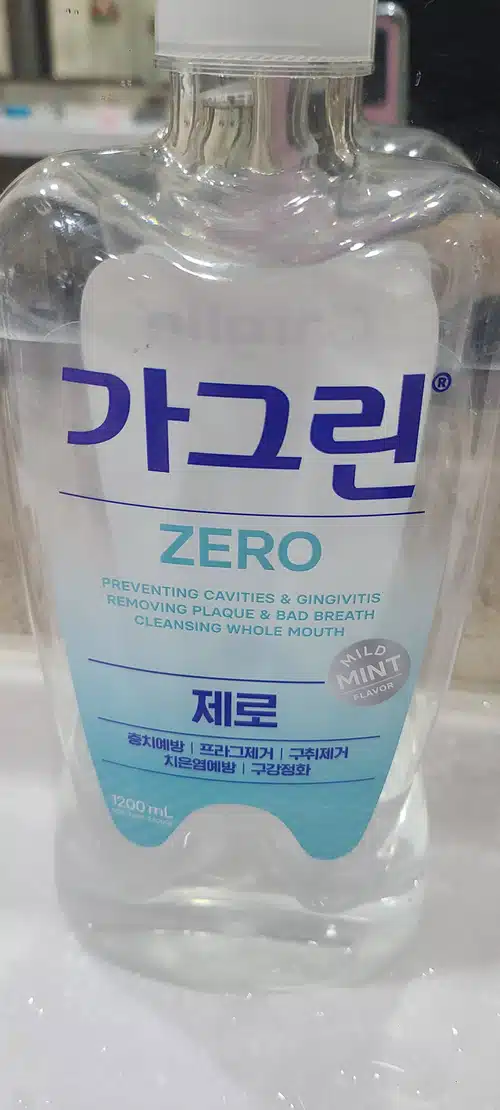 가그린®
ZERO
PREVENTING CAVITIES & GINGIVITIS
REMOVING PLAQUE & BAD BREATH
CLEANSING WHOLE MOUTH
MILD
MINT
FLAVOR
제로
충치예방 | 프라그제거 | 구취제거
치은염예방 | 구강정화
1200 mL